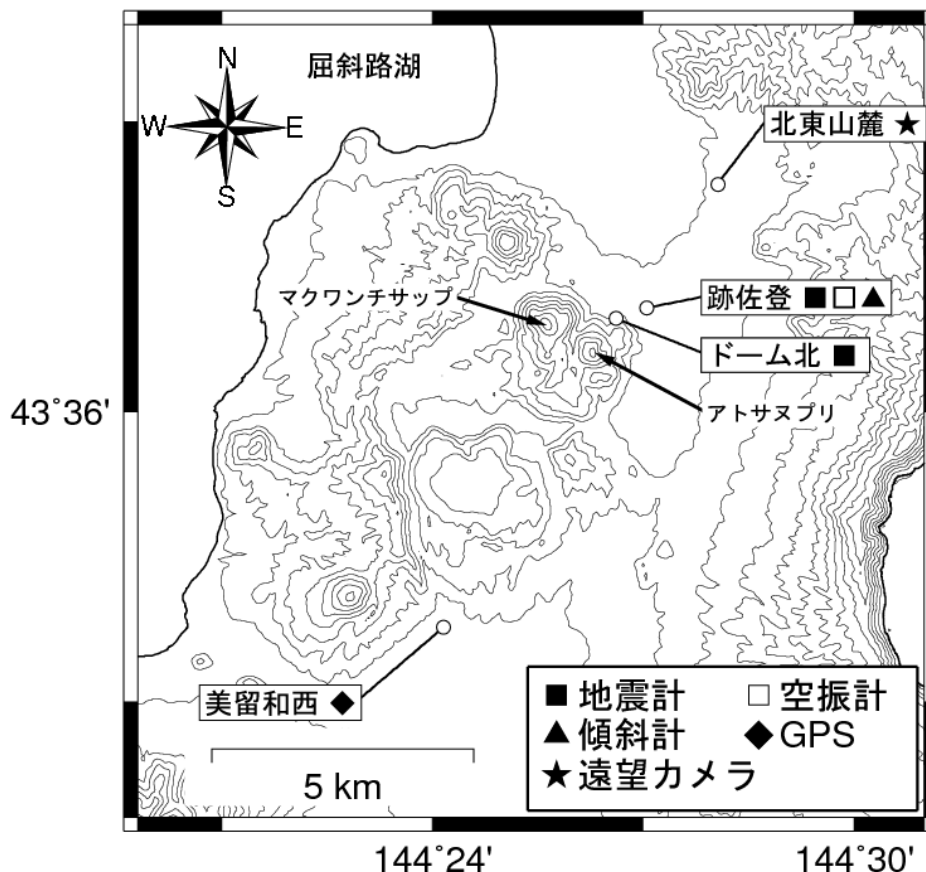 屈斜路湖
N
W E
S
北東山麓 ★
マクワンチサップ
跡佐登 ■□▲
ドーム北 ■
43°36'
アトサヌプリ
美留和西 ◆
■ 地震計 □ 空振計
▲ 傾斜計 ◆ GPS
★ 遠望カメラ
5 km
144°24' 144°30'